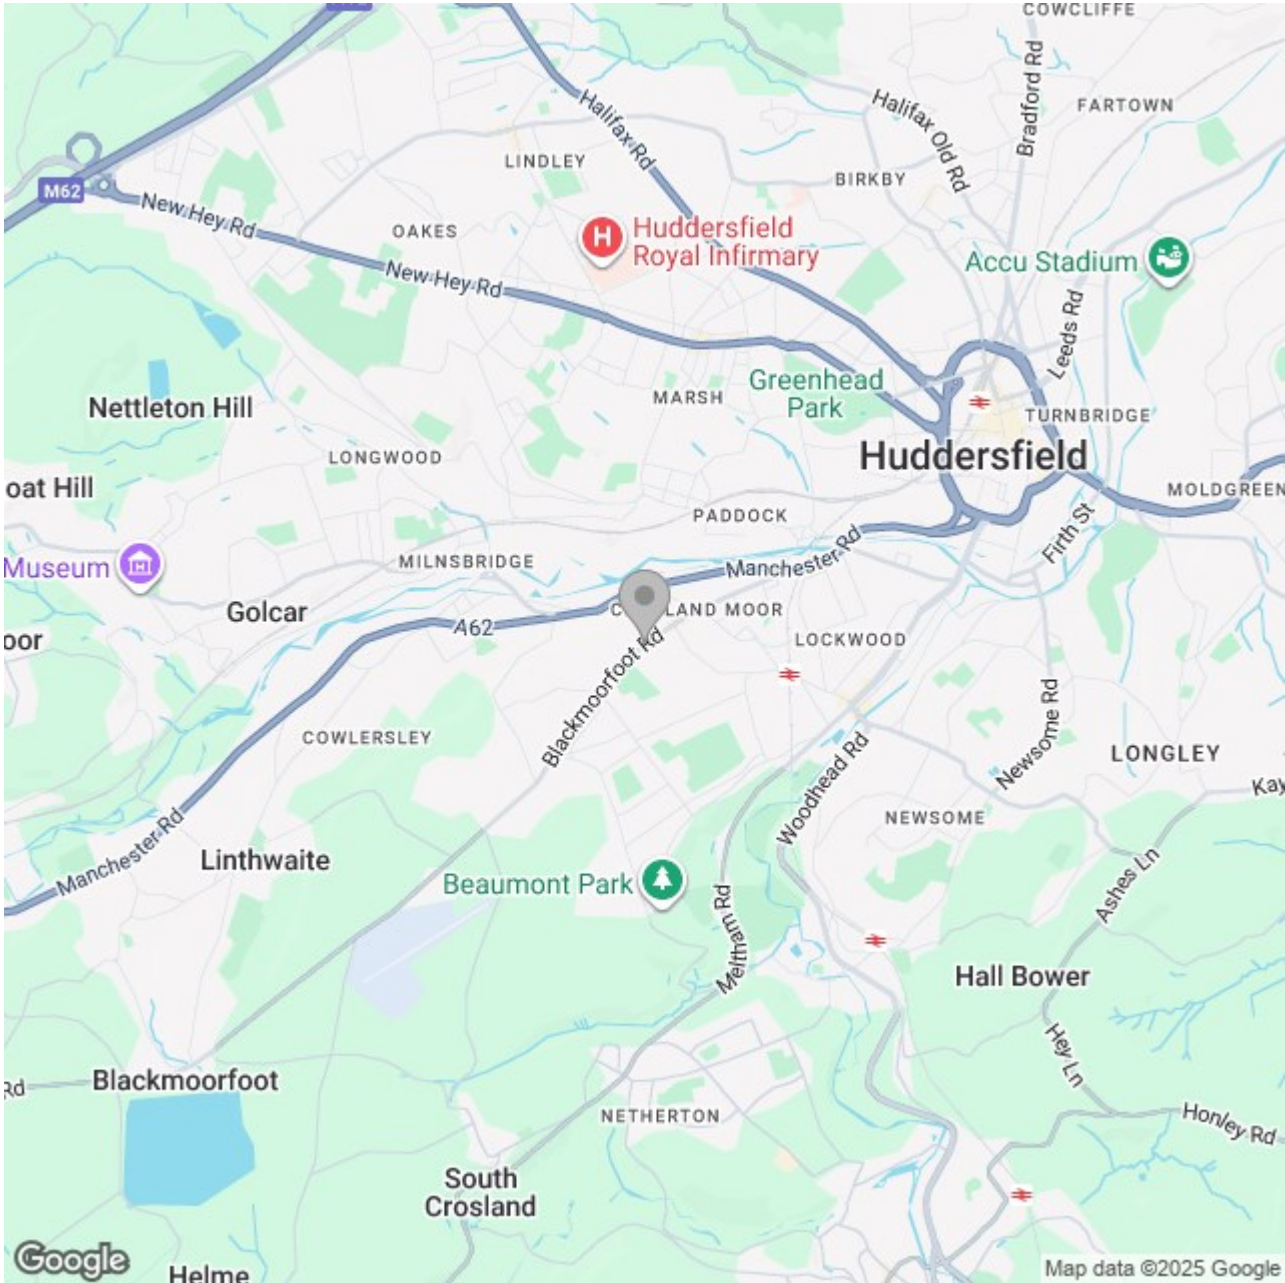 COWCLIFFE
Bradford Rd
Halifax Rd
Halifax Old Rd
FARTOWN
LINDLEY
BIRKBY
M62
New Hey Rd
OAKES
Huddersfield
Royal Infirmary
Accu Stadium
New Hey Rd
Leeds Rd
Greenhead
Park
MARSH
Nettleton Hill
TURNBRIDGE
LONGWOOD
Huddersfield
oat Hill
MOLDGREEN
PADDOCK
Firth St
Manchester Rd
MILNSBRIDGE
Museum
Golcar
LAND MOOR
A62
oor
LOCKWOOD
Blackmoorfoot Rd
COWLERSLEY
Newsome Rd
LONGLEY
Woodhead Rd
Kay
NEWSOME
Manchester Rd
Linthwaite
Beaumont Park
Ashes Ln
Meltham Rd
Hall Bower
Hey Ln
Rd
Blackmoorfoot
NETHERTON
Honley Rd
South
Crosland
Google
Helme
Map data ©2025 Google